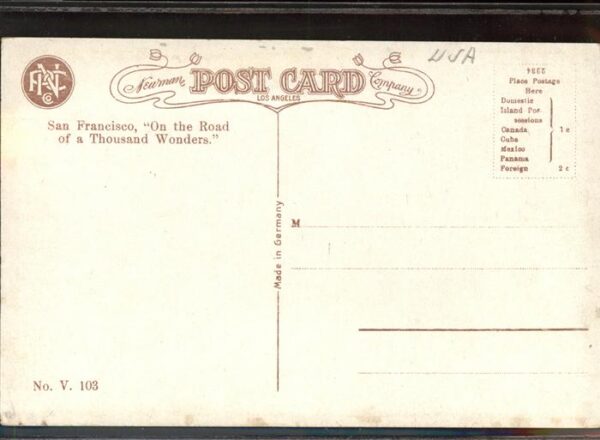 USA
Newman POST CARD Company
LOS ANGELES
2984
Place Postage
Here
Domestic
Island Pos-
sessions
Canada 1c
Cuba
Mexico
Panama
Foreign 2c
San Francisco, "On the Road
of a Thousand Wonders."
M
Made in Germany
No. V. 103